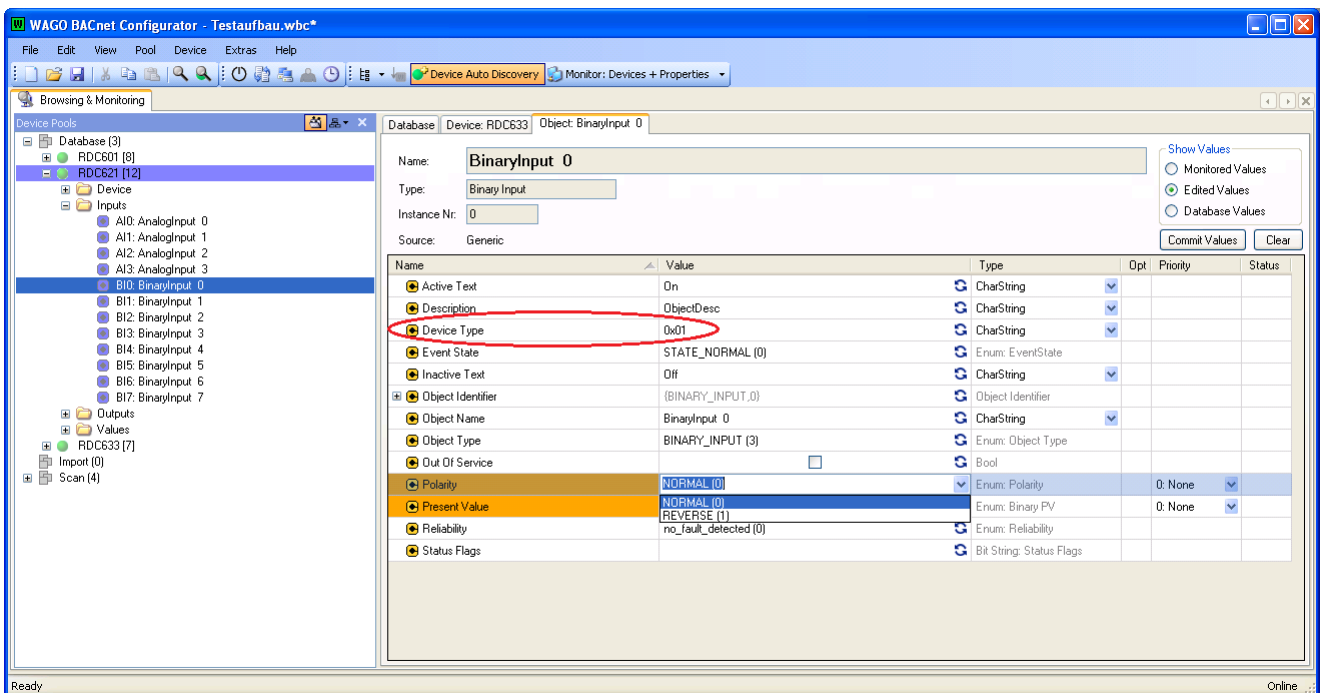 WAGO BACnet Configurator - Testaufbau.wbc*
File Edit View Pool Device Extras Help
Device Auto Discovery Monitor: Devices + Properties
Browsing & Monitoring
Device Pools
Database (3)
RDC601 [8]
RDC621 [12]
Device
Inputs
AI0: AnalogInput 0
AI1: AnalogInput 1
AI2: AnalogInput 2
AI3: AnalogInput 3
BI0: BinaryInput 0
BI1: BinaryInput 1
BI2: BinaryInput 2
BI3: BinaryInput 3
BI4: BinaryInput 4
BI5: BinaryInput 5
BI6: BinaryInput 6
BI7: BinaryInput 7
Outputs
Values
RDC633 [7]
Import (0)
Scan (4)
Database Device: RDC633 Object: BinaryInput 0
Name: BinaryInput 0
Type: Binary Input
Instance Nr: 0
Source: Generic
Show Values
Monitored Values
Edited Values
Database Values
Commit Values Clear
Name Value Type Opt Priority Status
Active Text On CharString
Description ObjectDesc CharString
Device Type 0x01 CharString
Event State STATE_NORMAL (0) Enum: EventState
Inactive Text Off CharString
Object Identifier {BINARY_INPUT,0} Object Identifier
Object Name BinaryInput 0 CharString
Object Type BINARY_INPUT (3) Enum: Object Type
Out Of Service Bool
Polarity NORMAL (0) Enum: Polarity 0: None
NORMAL (0)
Present Value Enum: Binary PV 0: None
REVERSE (1)
Reliability no_fault_detected (0) Enum: Reliability
Status Flags Bit String: Status Flags
Ready Online